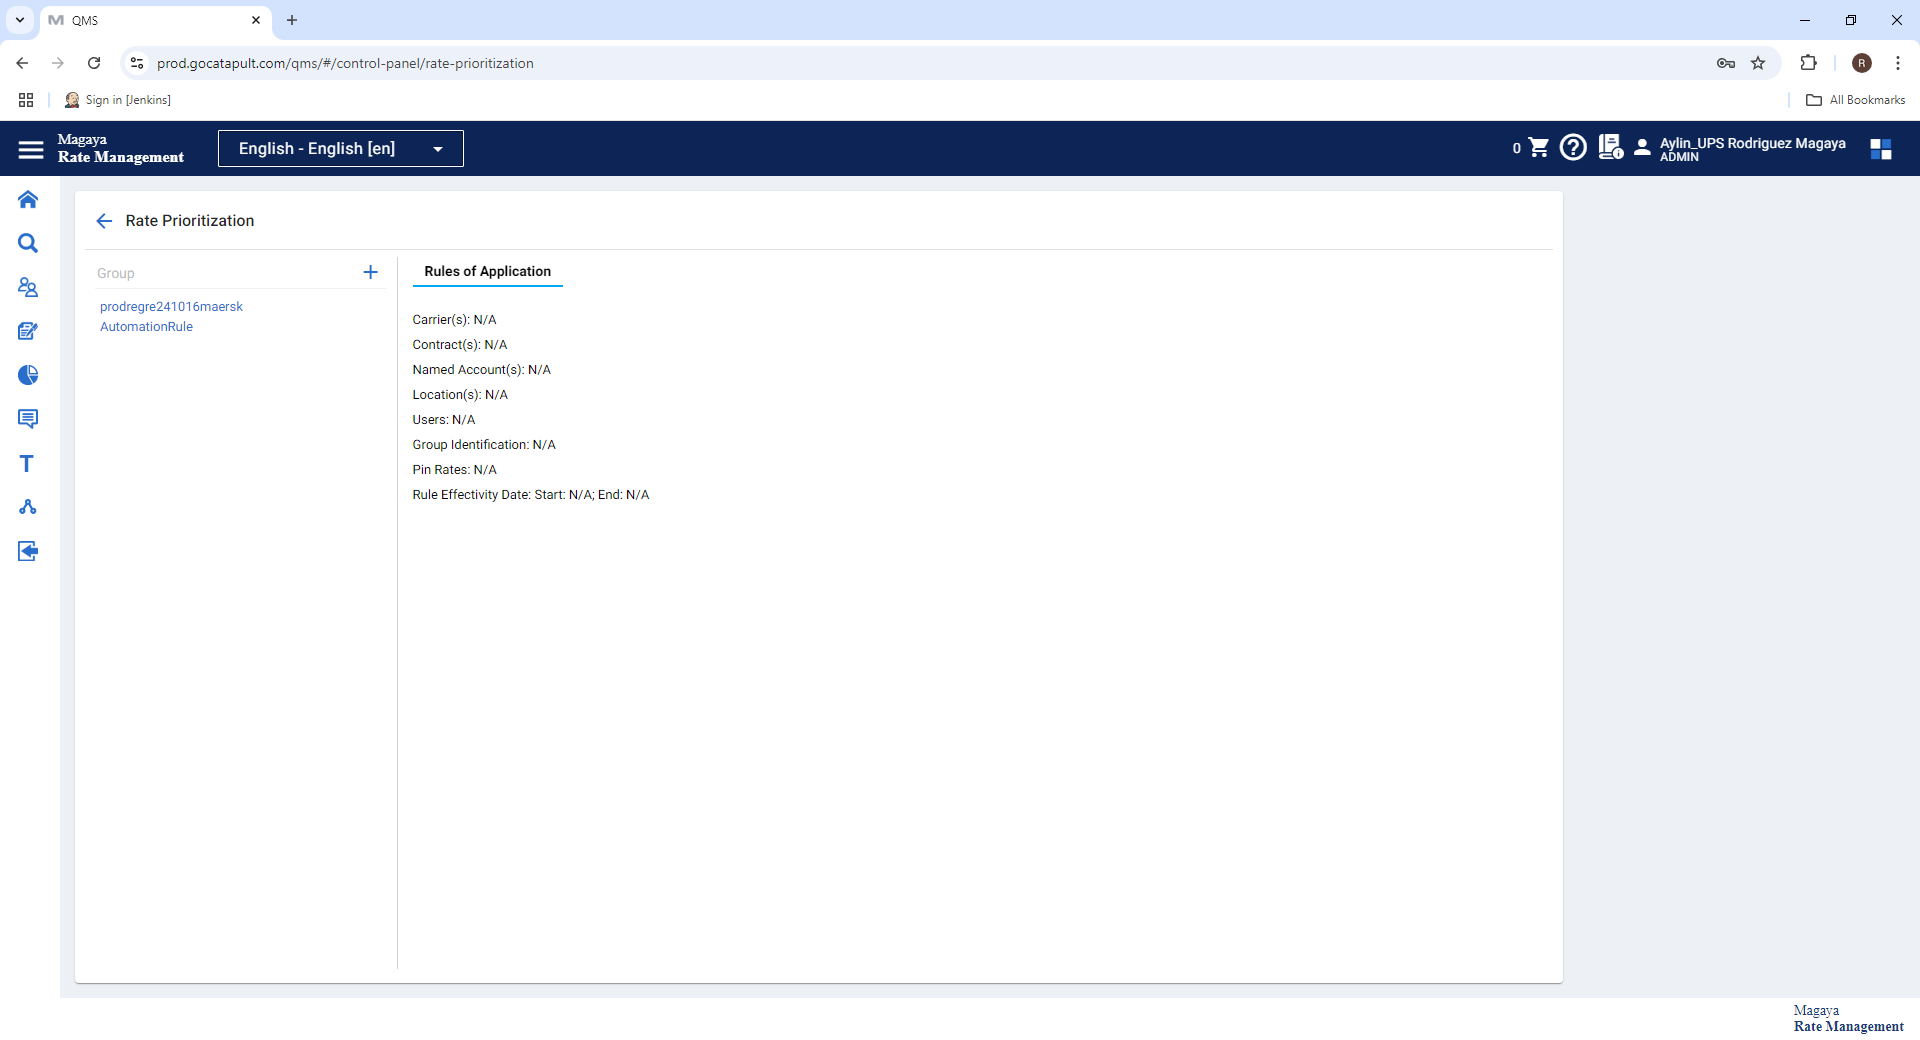 QMS
prod.gocatapult.com/qms/#/control-panel/rate-prioritization
R
Sign in [Jenkins]
All Bookmarks
Magaya
Rate Management
English - English [en]
0
Aylin_UPS Rodriguez Magaya
ADMIN
Rate Prioritization
Group
prodregre241016maersk
AutomationRule
Rules of Application
Carrier(s): N/A
Contract(s): N/A
Named Account(s): N/A
Location(s): N/A
Users: N/A
Group Identification: N/A
Pin Rates: N/A
Rule Effectivity Date: Start: N/A; End: N/A
Magaya
Rate Management